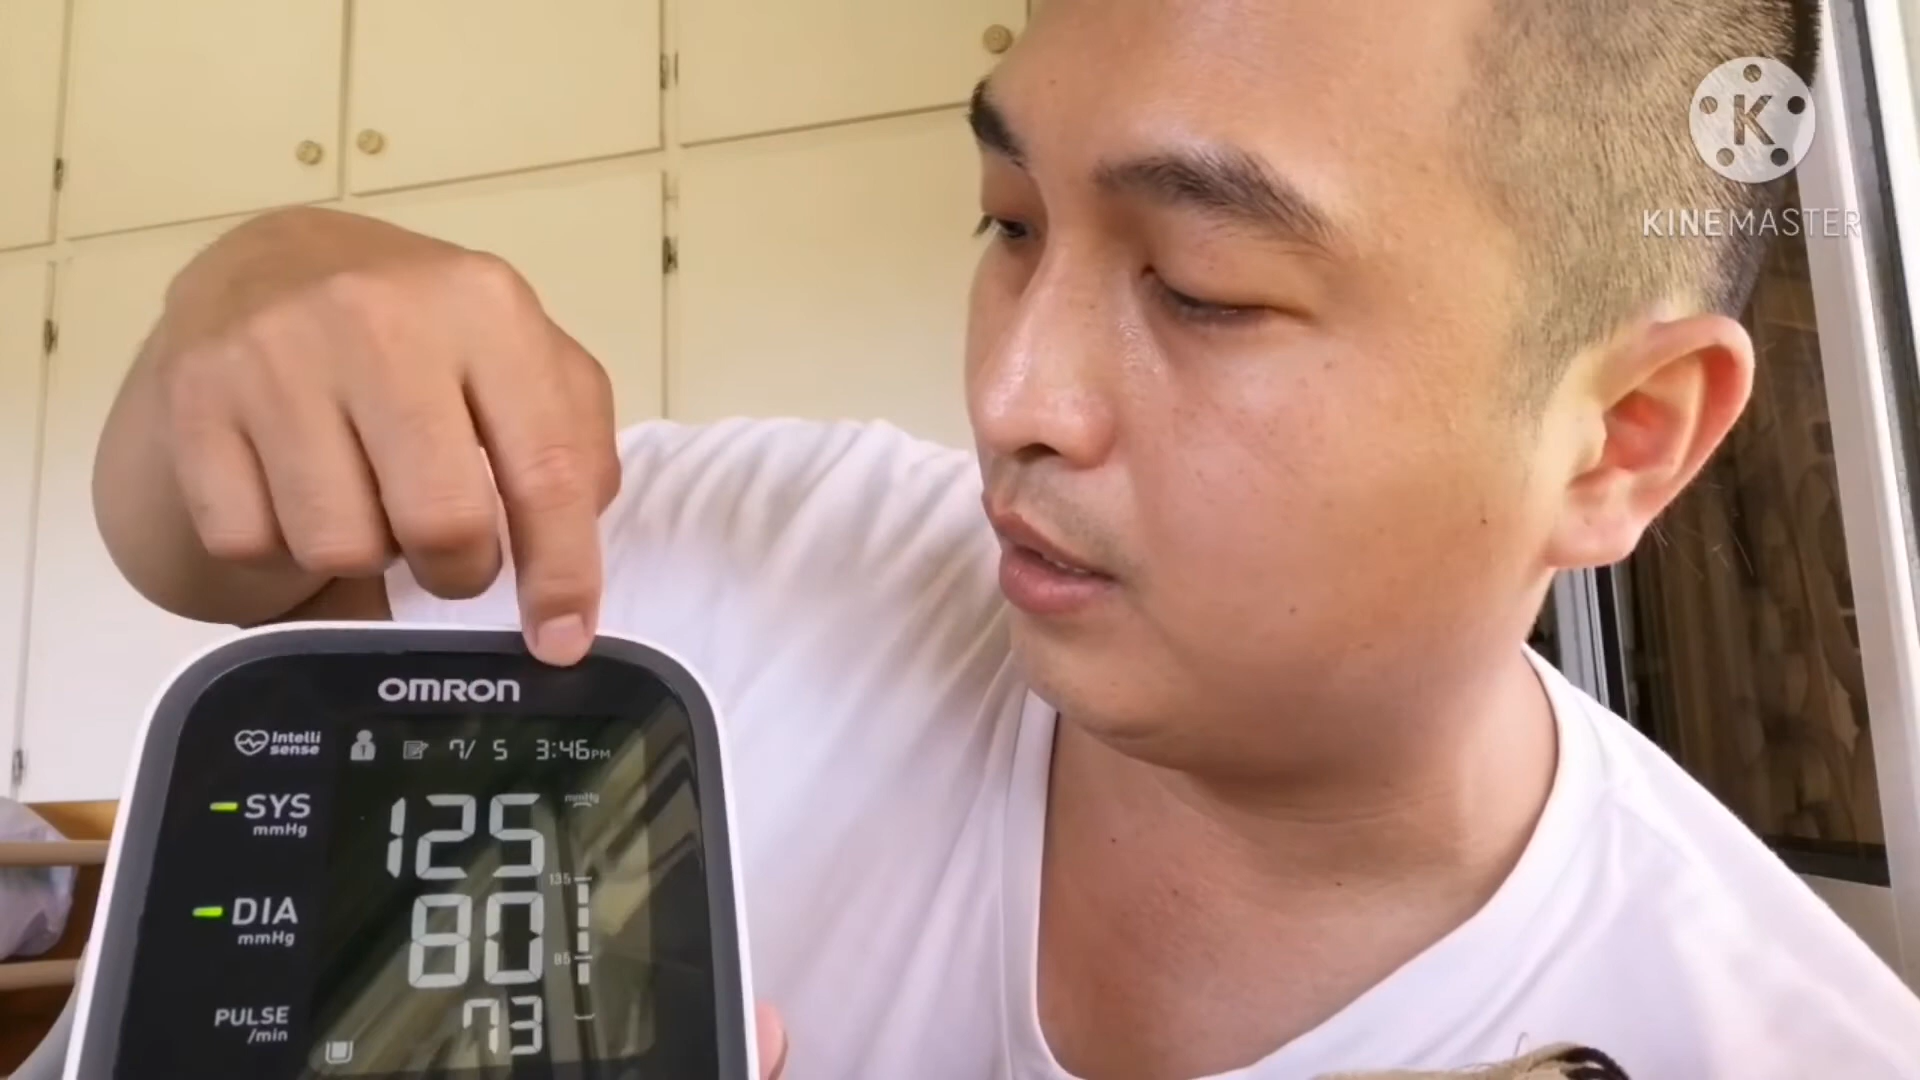 K
KINEMASTER
OMRON
Intelli
sense
1
7/ 5 3:46PM
SYS
mmHg
125
mmHg
135
DIA
mmHg
80
85
PULSE
/min
73